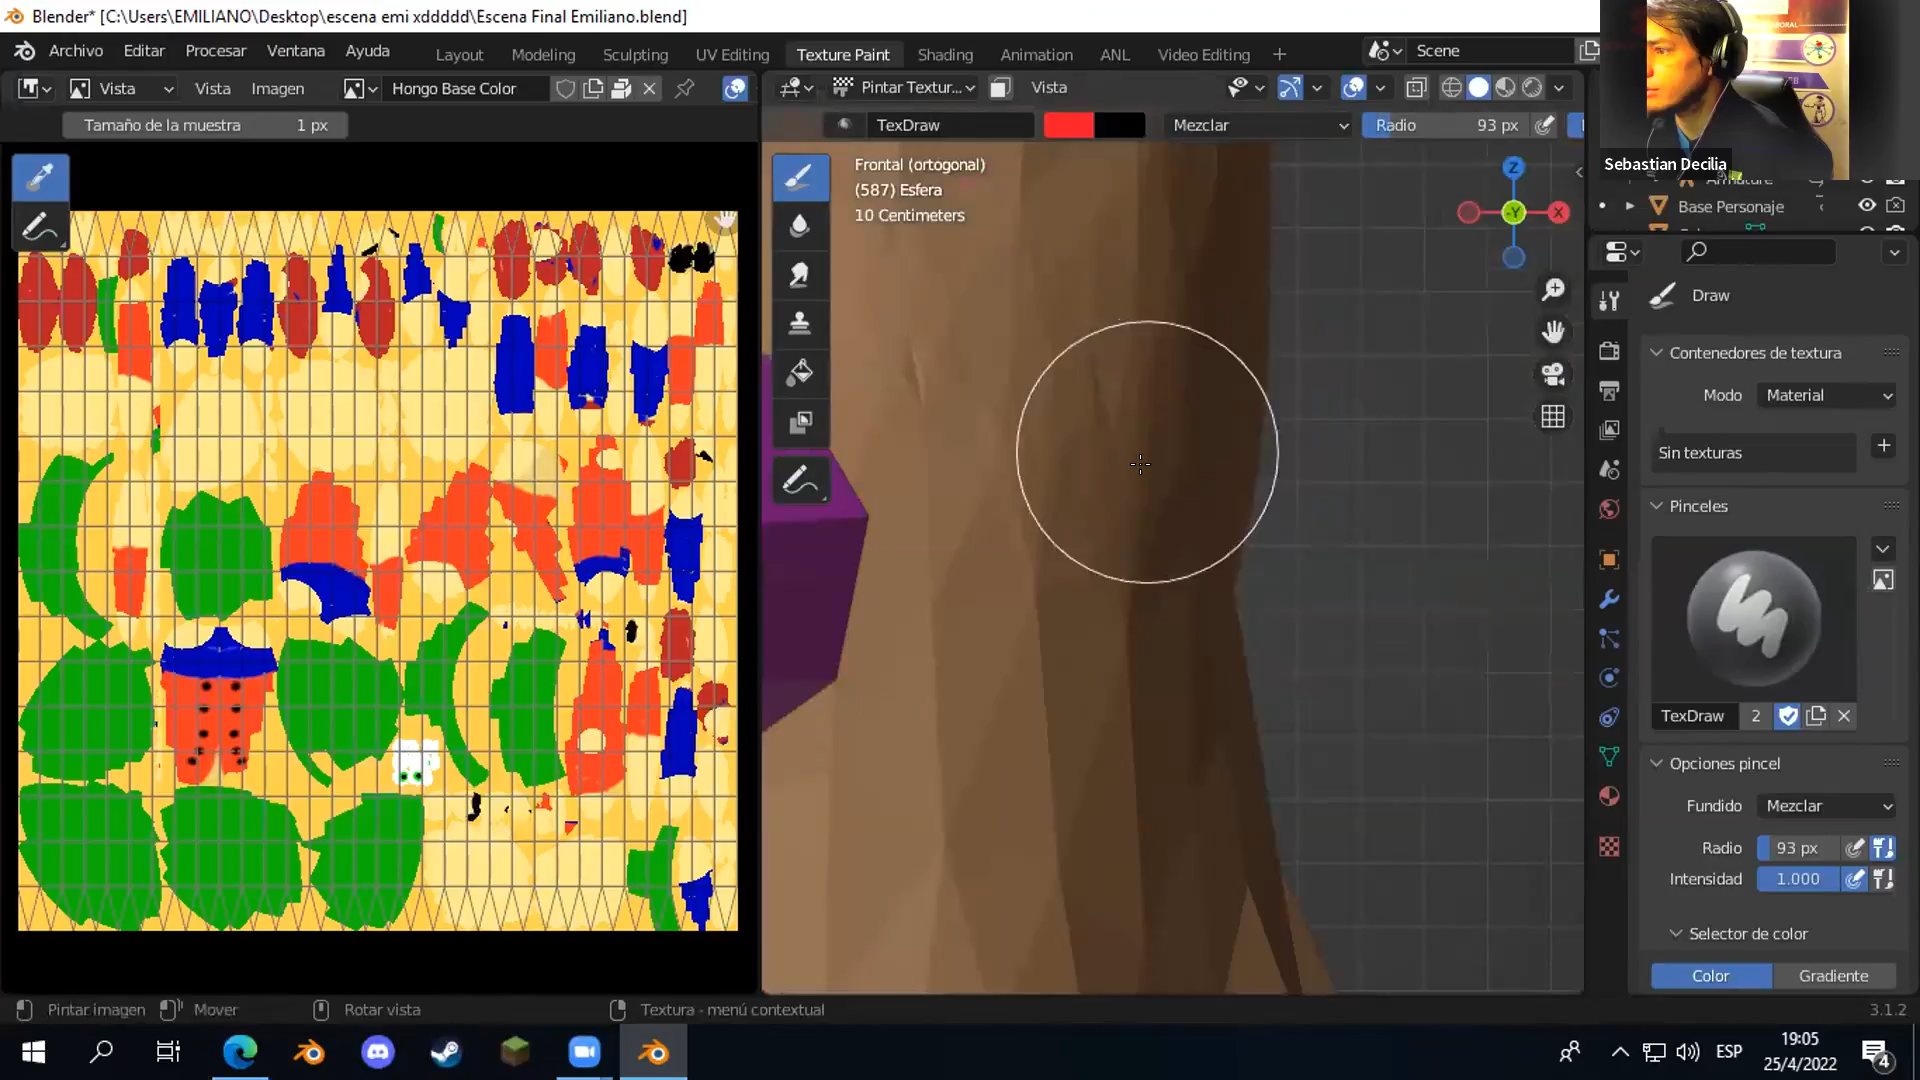 Blender* [C:\Users\EMILIANO\Desktop\escena emi xddddd\Escena Final Emiliano.blend]
Archivo Editar Procesar Ventana Ayuda Layout Modeling Sculpting UV Editing Texture Paint Shading Animation ANL Video Editing + Scene
Vista Vista Imagen Hongo Base Color Pintar Textur... Vista
Tamaño de la muestra 1 px TexDraw Mezclar Radio 93 px
Sebastian Decilia
Frontal (ortogonal)
(587) Esfera
10 Centimeters
Z
-Y X
Armature
Base Personaje
Draw
Contenedores de textura
Modo Material
Sin texturas
Pinceles
TexDraw 2
Opciones pincel
Fundido Mezclar
Radio 93 px
Intensidad 1.000
Selector de color
Color Gradiente
Pintar imagen Mover Rotar vista Textura - menú contextual 3.1.2
ESP
19:05
25/4/2022
4